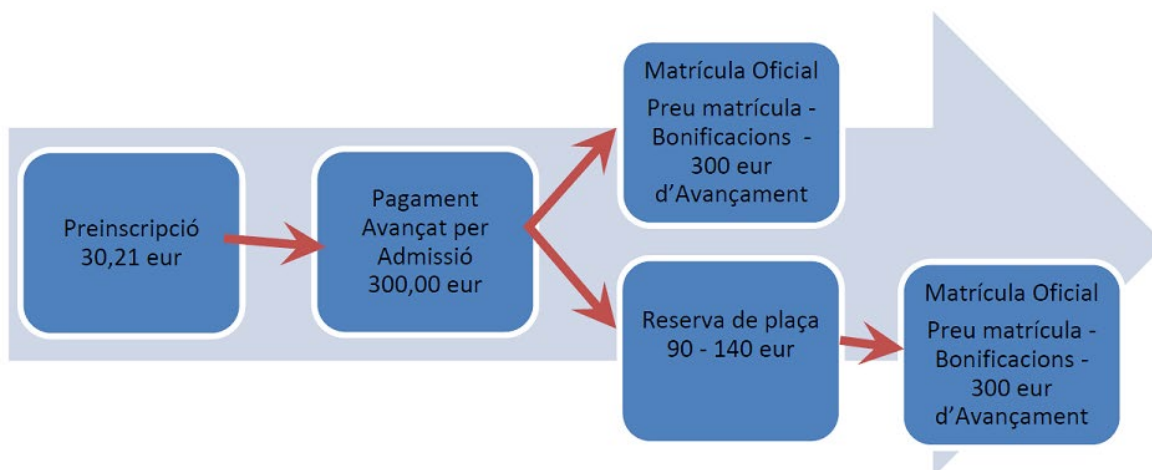 Preinscripció
30,21 eur
Pagament
Avançat per
Admissió
300,00 eur
Matrícula Oficial
Preu matrícula -
Bonificacions -
300 eur
d’Avançament
Reserva de plaça
90 - 140 eur
Matrícula Oficial
Preu matrícula -
Bonificacions -
300 eur
d’Avançament